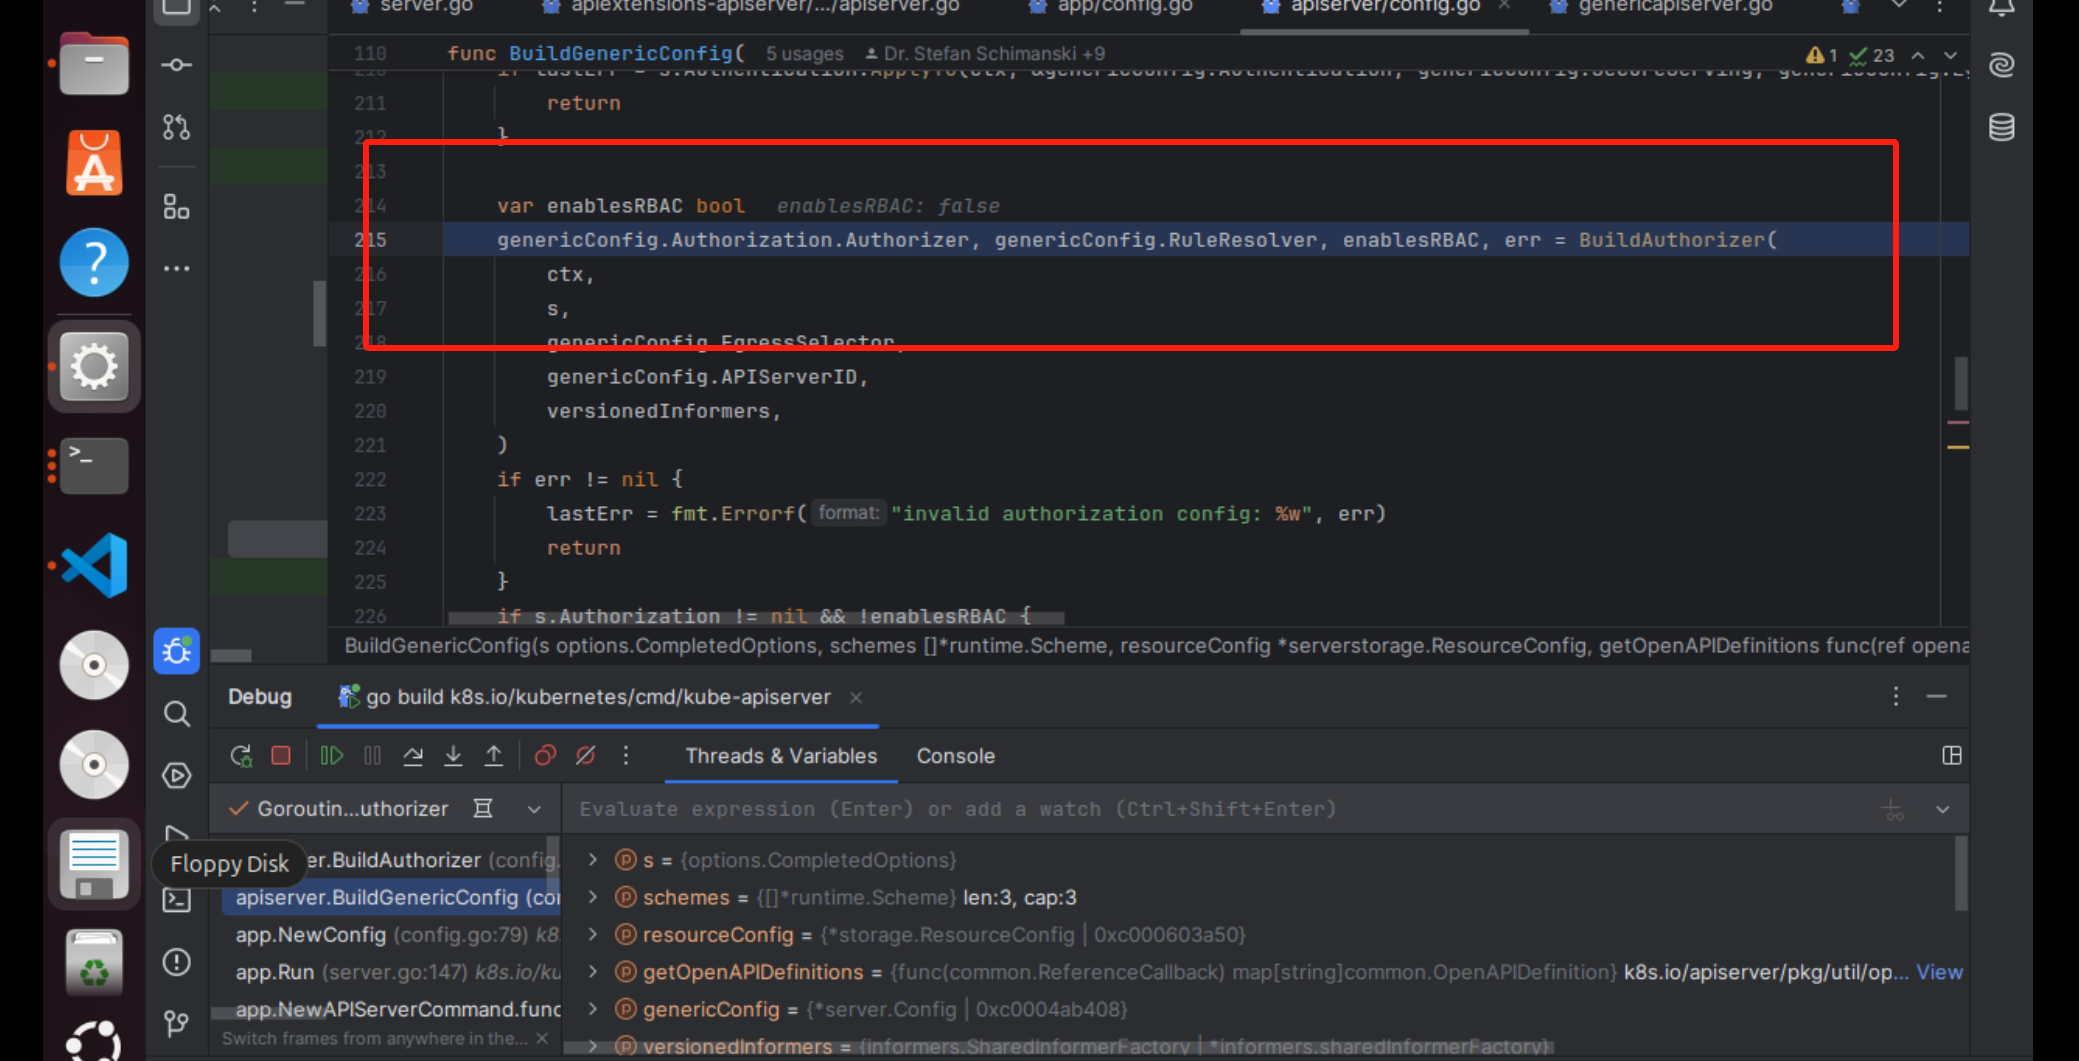 server.go
apiextensions-apiserver/.../apiserver.go
app/config.go
apiserver/config.go
genericapiserver.go
110 func BuildGenericConfig( 5 usages Dr. Stefan Schimanski +9
1 23
211 return
212 }
213
214 var enablesRBAC bool enablesRBAC: false
215 genericConfig.Authorization.Authorizer, genericConfig.RuleResolver, enablesRBAC, err = BuildAuthorizer(
216 ctx,
217 s,
218 genericConfig.EgressSelector,
219 genericConfig.APIServerID,
220 versionedInformers,
221 )
222 if err != nil {
223 lastErr = fmt.Errorf( format: "invalid authorization config: %w", err)
224 return
225 }
226 if s.Authorization != nil && !enablesRBAC {
BuildGenericConfig(s options.CompletedOptions, schemes []*runtime.Scheme, resourceConfig *serverstorage.ResourceConfig, getOpenAPIDefinitions func(ref opena
Debug go build k8s.io/kubernetes/cmd/kube-apiserver
Threads & Variables Console
Goroutin...uthorizer
Evaluate expression (Enter) or add a watch (Ctrl+Shift+Enter)
Floppy Disk
er.BuildAuthorizer (config.
apiserver.BuildGenericConfig (co
app.NewConfig (config.go:79) k8
app.Run (server.go:147) k8s.io/ku
app.NewAPIServerCommand.func
Switch frames from anywhere in the...
s = {options.CompletedOptions}
schemes = {[]*runtime.Scheme} len:3, cap:3
resourceConfig = {*storage.ResourceConfig | 0xc000603a50}
getOpenAPIDefinitions = {func(common.ReferenceCallback) map[string]common.OpenAPIDefinition} k8s.io/apiserver/pkg/util/op... View
genericConfig = {*server.Config | 0xc0004ab408}
versionedInformers = {informers.SharedInformerFactory | *informers.sharedInformerFactory}